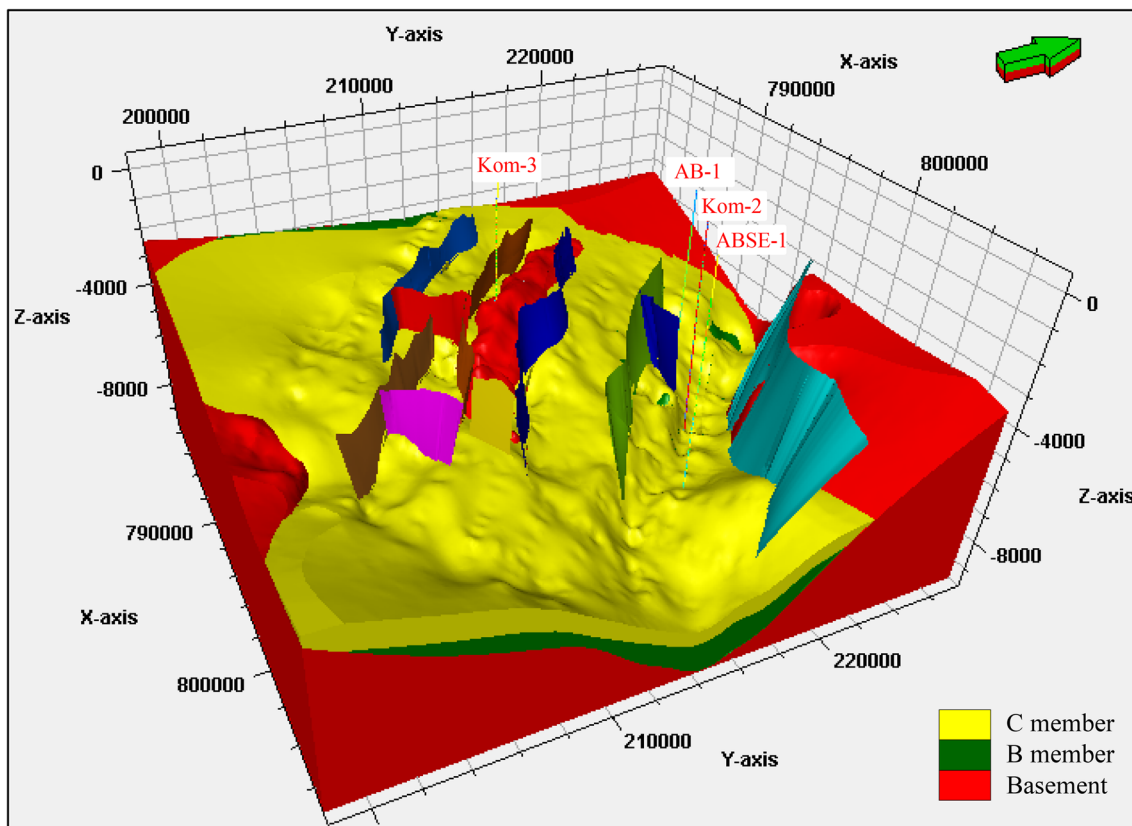 Y-axis
220000
X-axis
210000
790000
200000
800000
0
Kom-3
AB-1
Kom-2
ABSE-1
-4000
0
Z-axis
-8000
-4000
Z-axis
790000
-8000
X-axis
800000
220000
210000
Y-axis
C member
B member
Basement